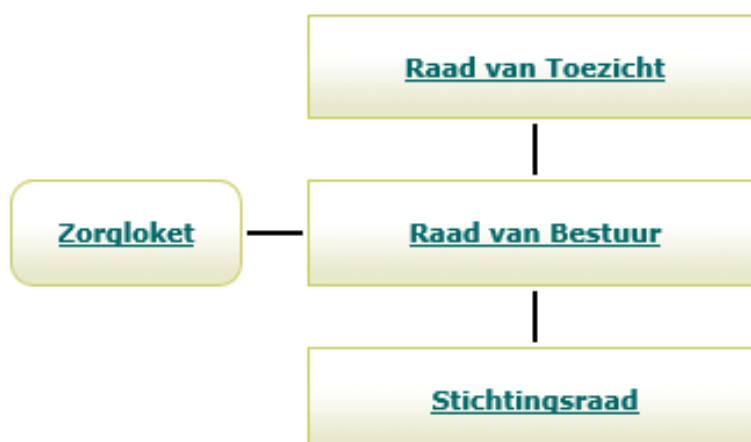 Raad van Toezicht
Zorgloket
Raad van Bestuur
Stichtingsraad